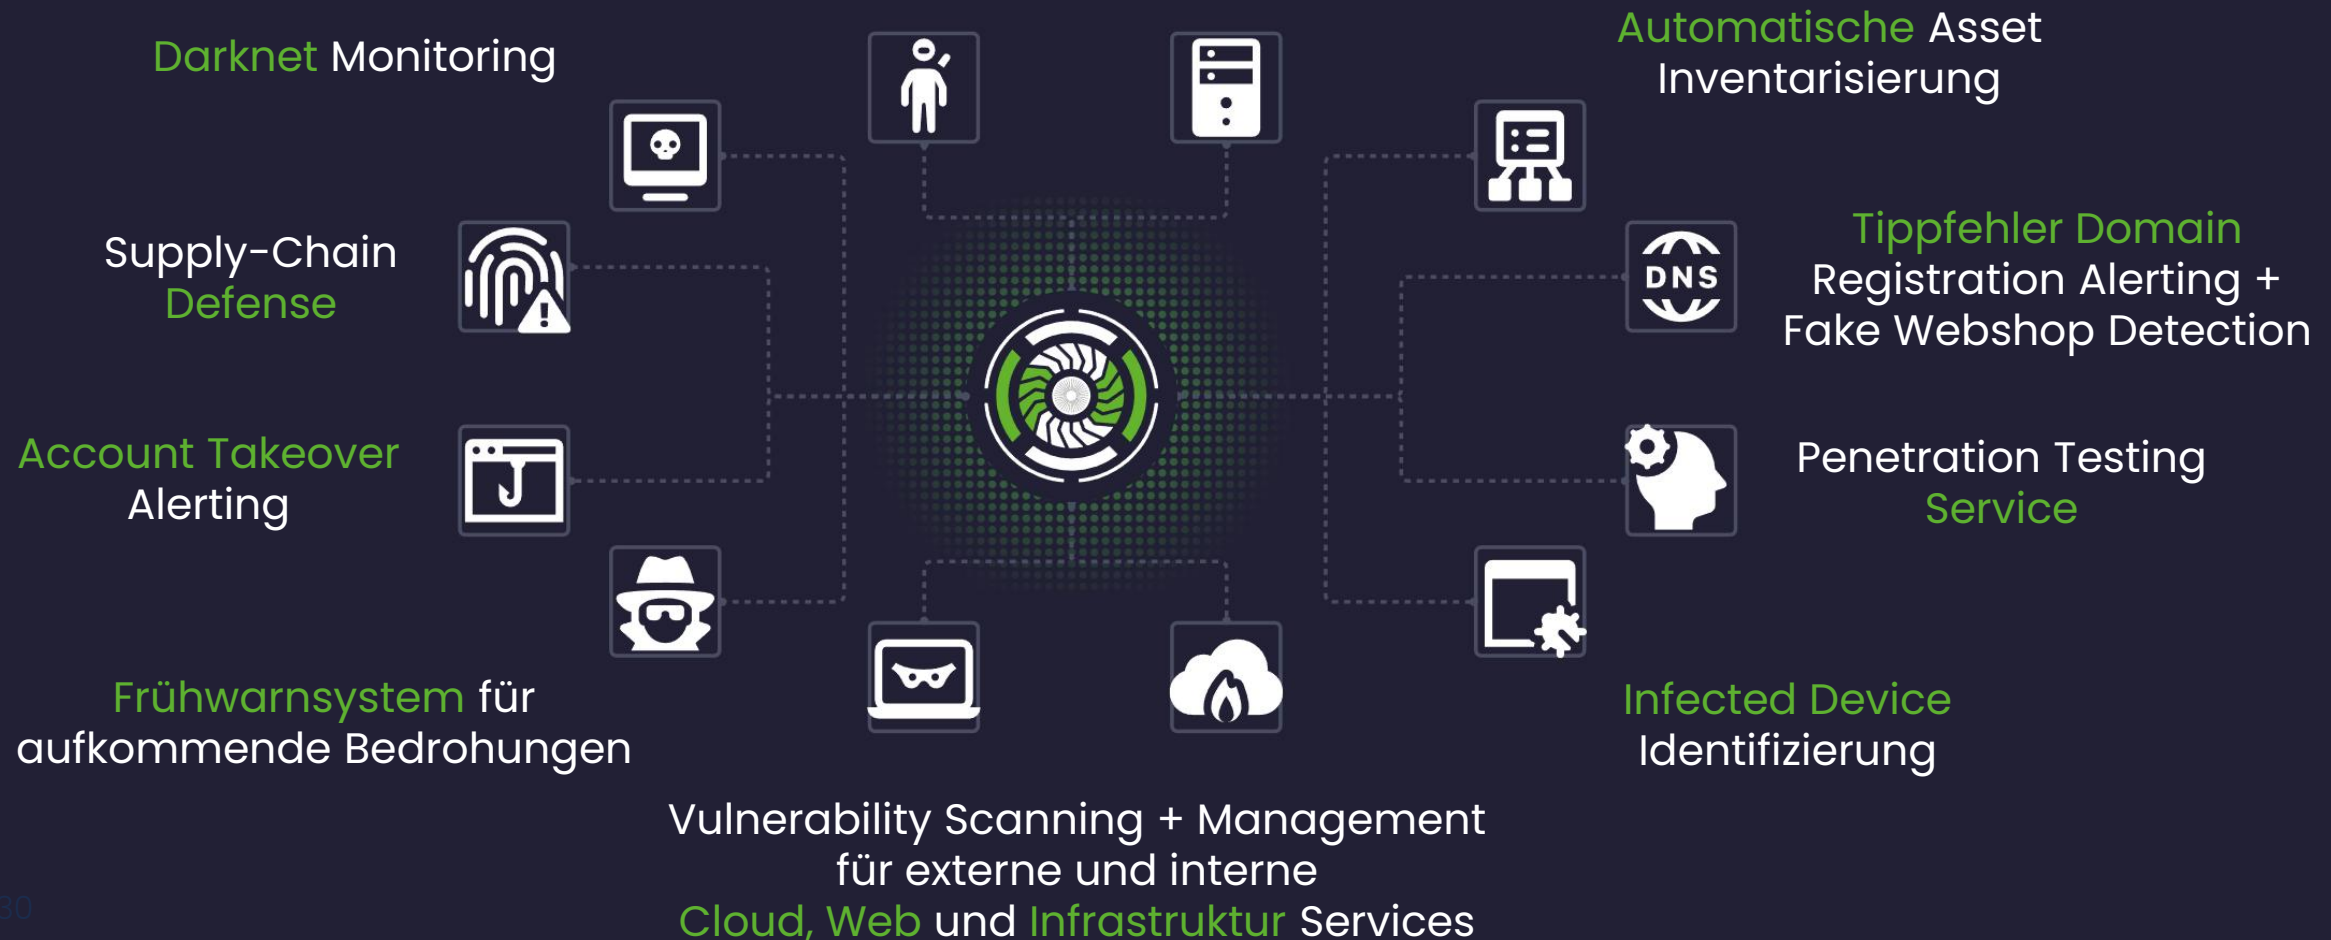 Darknet Monitoring
Automatische Asset
Inventarisierung
Supply-Chain
Defense
DNS
Tippfehler Domain
Registration Alerting +
Fake Webshop Detection
Account Takeover
Alerting
Penetration Testing
Service
Frühwarnsystem für
aufkommende Bedrohungen
Infected Device
Identifizierung
Vulnerability Scanning + Management
für externe und interne
Cloud, Web und Infrastruktur Services
30